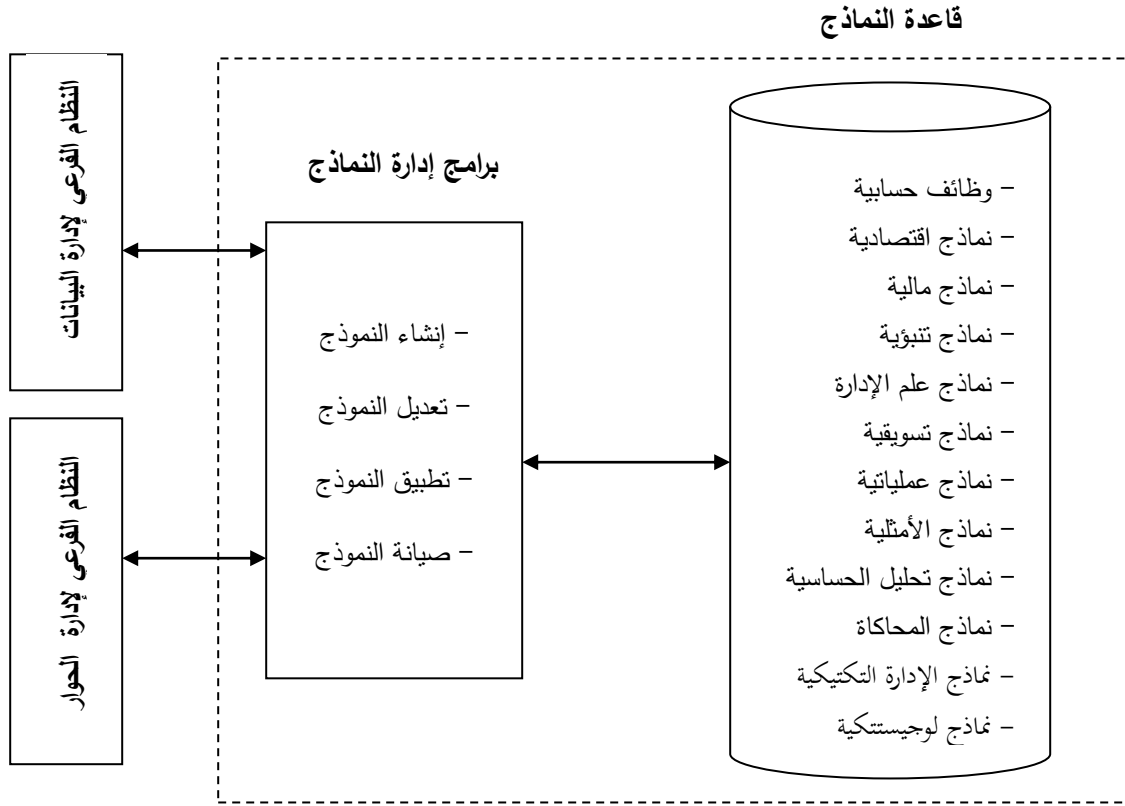 قاعدة النماذج
– وظائف حسابية
– نماذج اقتصادية
– نماذج مالية
– نماذج تنبؤية
– نماذج علم الإدارة
– نماذج تسويقية
– نماذج عملياتية
– نماذج الأمثلية
– نماذج تحليل الحساسية
– نماذج المحاكاة
– نماذج الإدارة التكتيكية
– نماذج لوجيستتكية
برامج إدارة النماذج
– إنشاء النموذج
– تعديل النموذج
– تطبيق النموذج
– صيانة النموذج
النظام الفرعي لإدارة البيانات
النظام الفرعي لإدارة الحوار